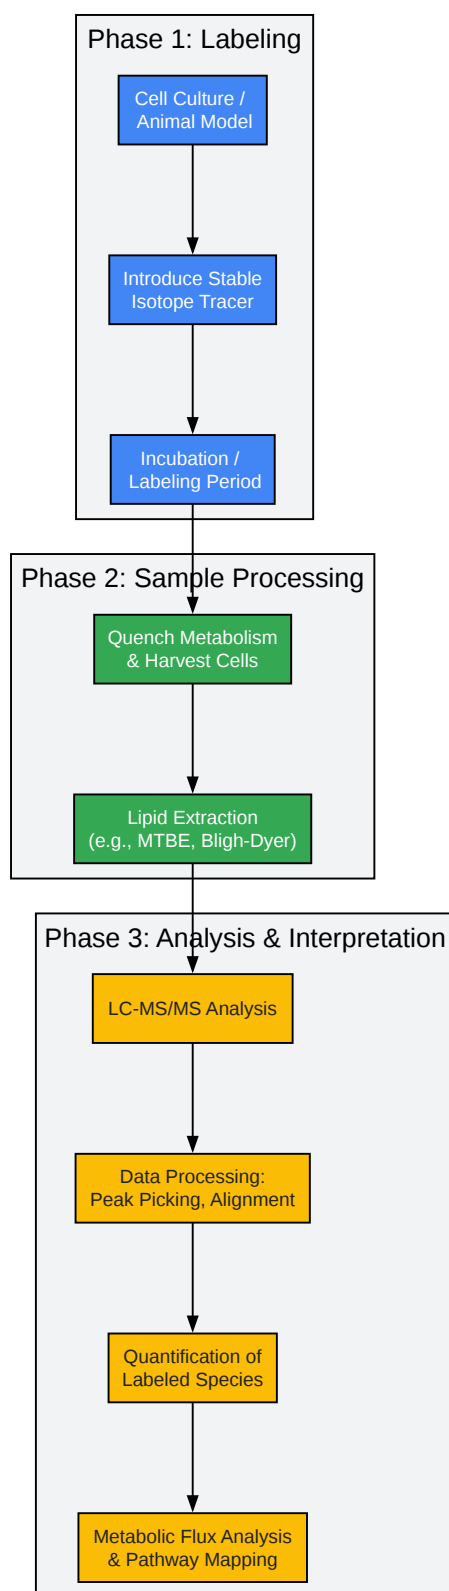 Phase 1: Labeling
Cell Culture /
Animal Model
Introduce Stable
Isotope Tracer
Incubation /
Labeling Period
Phase 2: Sample Processing
Quench Metabolism
& Harvest Cells
Lipid Extraction
(e.g., MTBE, Bligh-Dyer)
Phase 3: Analysis & Interpretation
LC-MS/MS Analysis
Data Processing:
Peak Picking, Alignment
Quantification of
Labeled Species
Metabolic Flux Analysis
& Pathway Mapping